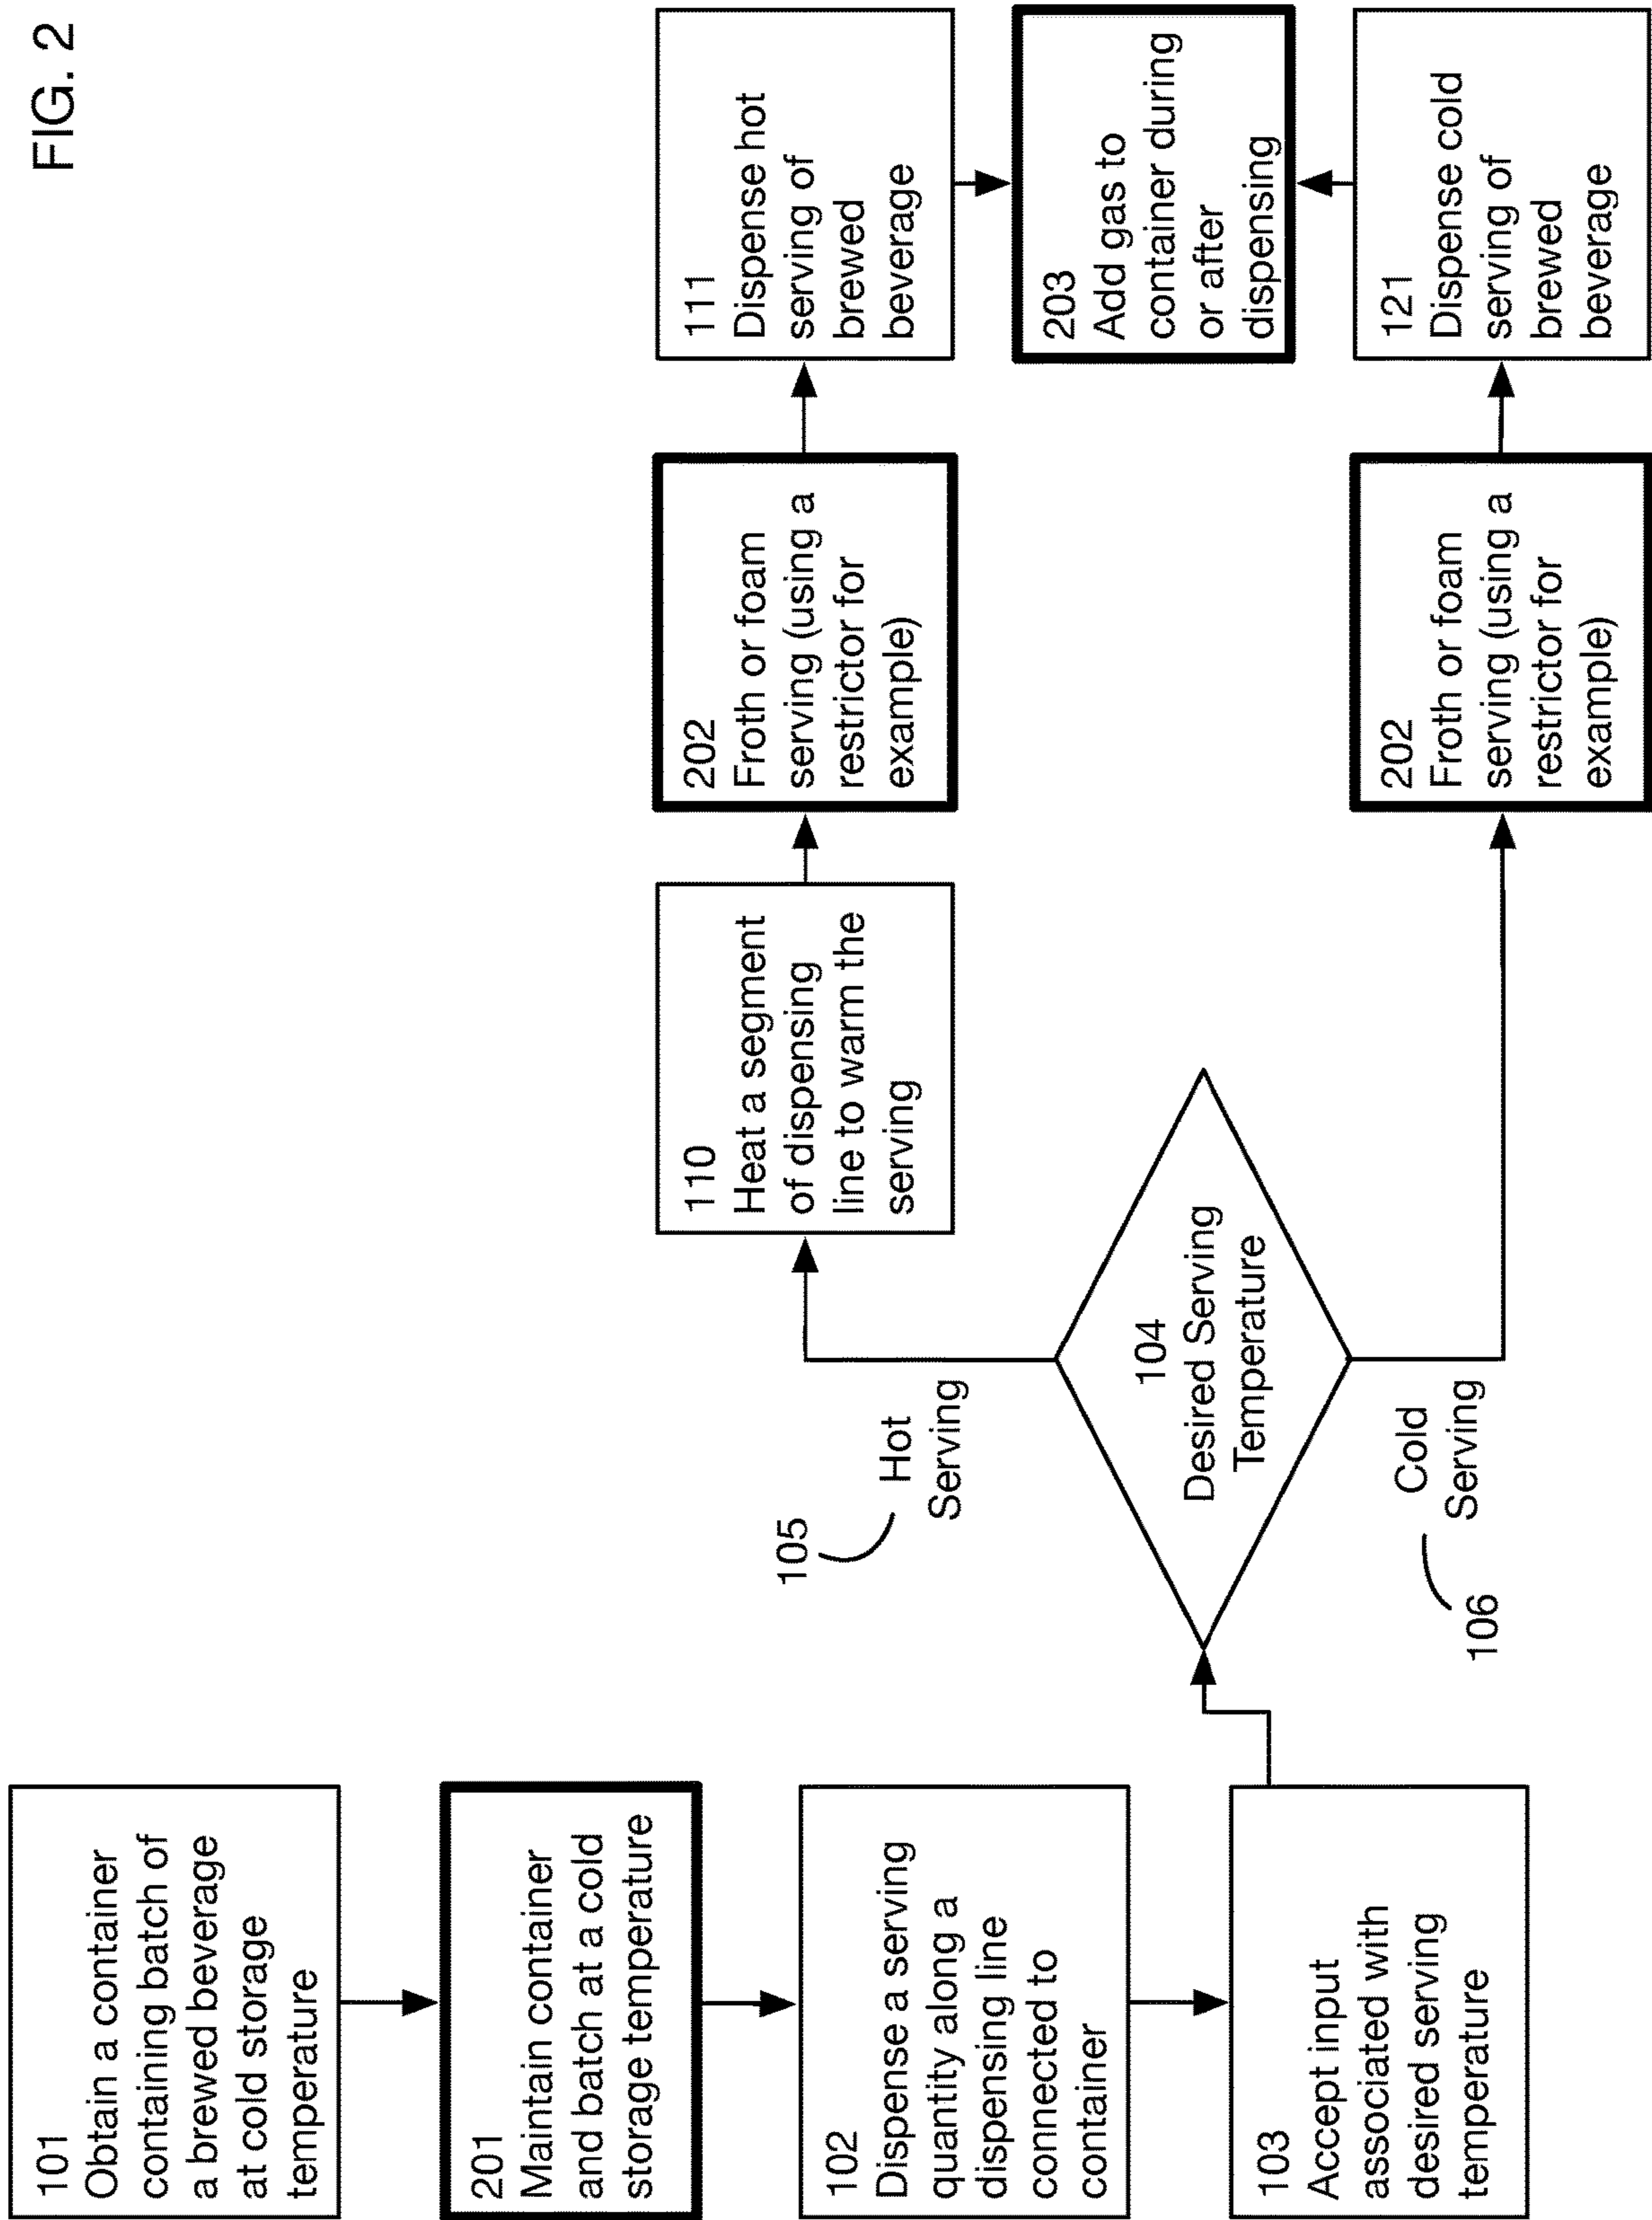 FIG. 2
101
Obtain a container
containing batch of
a brewed beverage
at cold storage
temperature
201
Maintain container
and batch at a cold
storage temperature
102
Dispense a serving
quantity along a
dispensing line
connected to
container
103
Accept input
associated with
desired serving
temperature
104
Desired Serving
Temperature
105
Hot
Serving
106
Cold
Serving
110
Heat a segment
of dispensing
line to warm the
serving
202
Froth or foam
serving (using a
restrictor for
example)
111
Dispense hot
serving of
brewed
beverage
203
Add gas to
container during
or after
dispensing
202
Froth or foam
serving (using a
restrictor for
example)
121
Dispense cold
serving of
brewed
beverage